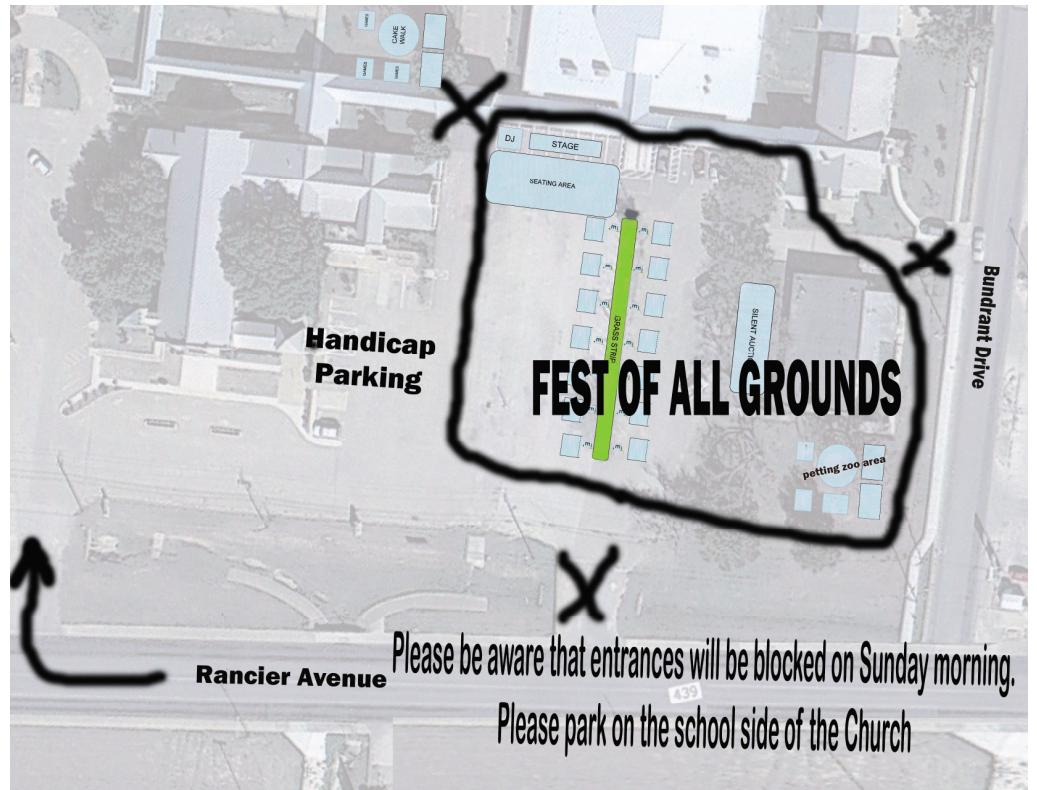 GAMES
CAKE
WALK
GAMES
GAMES
DJ
STAGE
SEATING AREA
GRASS STRIP
SILENT AUCTI
Bundrant Drive
Handicap
Parking
FEST OF ALL GROUNDS
petting zoo area
Rancier Avenue
439
Please be aware that entrances will be blocked on Sunday morning.
Please park on the school side of the Church